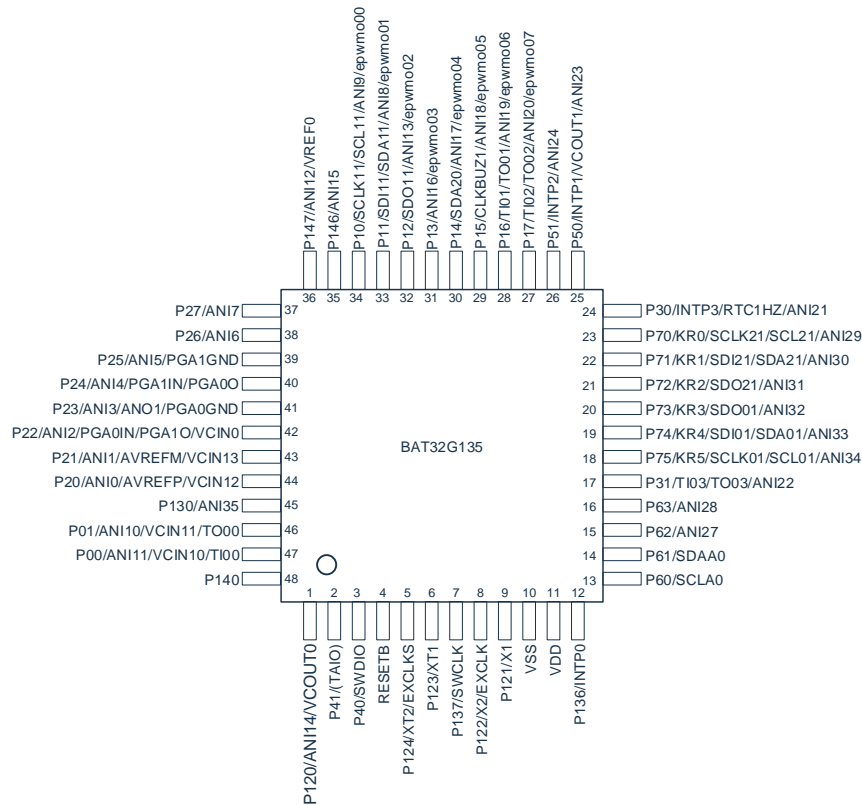 P147/ANI12/VREF0
P146/ANI15
P10/SCLK11/SCL11/ANI9/epwmo00
P11/SDI11/SDA11/ANI8/epwmo01
P12/SDO11/ANI13/epwmo02
P13/ANI16/epwmo03
P14/SDA20/ANI17/epwmo04
P15/CLKBUZ1/ANI18/epwmo05
P16/TI01/TO01/ANI19/epwmo06
P17/TI02/TO02/ANI20/epwmo07
P51/INTP2/ANI24
P50/INTP1/VCOUT1/ANI23
36 35 34 33 32 31 30 29 28 27 26 25
P27/ANI7 37
P26/ANI6 38
P25/ANI5/PGA1GND 39
P24/ANI4/PGA1IN/PGA0O 40
P23/ANI3/ANO1/PGA0GND 41
P22/ANI2/PGA0IN/PGA1O/VCIN0 42
P21/ANI1/AVREFM/VCIN13 43
P20/ANI0/AVREFP/VCIN12 44
P130/ANI35 45
P01/ANI10/VCIN11/TO00 46
P00/ANI11/VCIN10/TI00 47
P140 48
BAT32G135
24 P30/INTP3/RTC1HZ/ANI21
23 P70/KR0/SCLK21/SCL21/ANI29
22 P71/KR1/SDI21/SDA21/ANI30
21 P72/KR2/SDO21/ANI31
20 P73/KR3/SDO01/ANI32
19 P74/KR4/SDI01/SDA01/ANI33
18 P75/KR5/SCLK01/SCL01/ANI34
17 P31/TI03/TO03/ANI22
16 P63/ANI28
15 P62/ANI27
14 P61/SDAA0
13 P60/SCLA0
1 2 3 4 5 6 7 8 9 10 11 12
P120/ANI14/VCOUT0
P41/(TAIO)
P40/SWDIO
RESETB
P124/XT2/EXCLKS
P123/XT1
P137/SWCLK
P122/X2/EXCLK
P121/X1
VSS
VDD
P136/INTP0